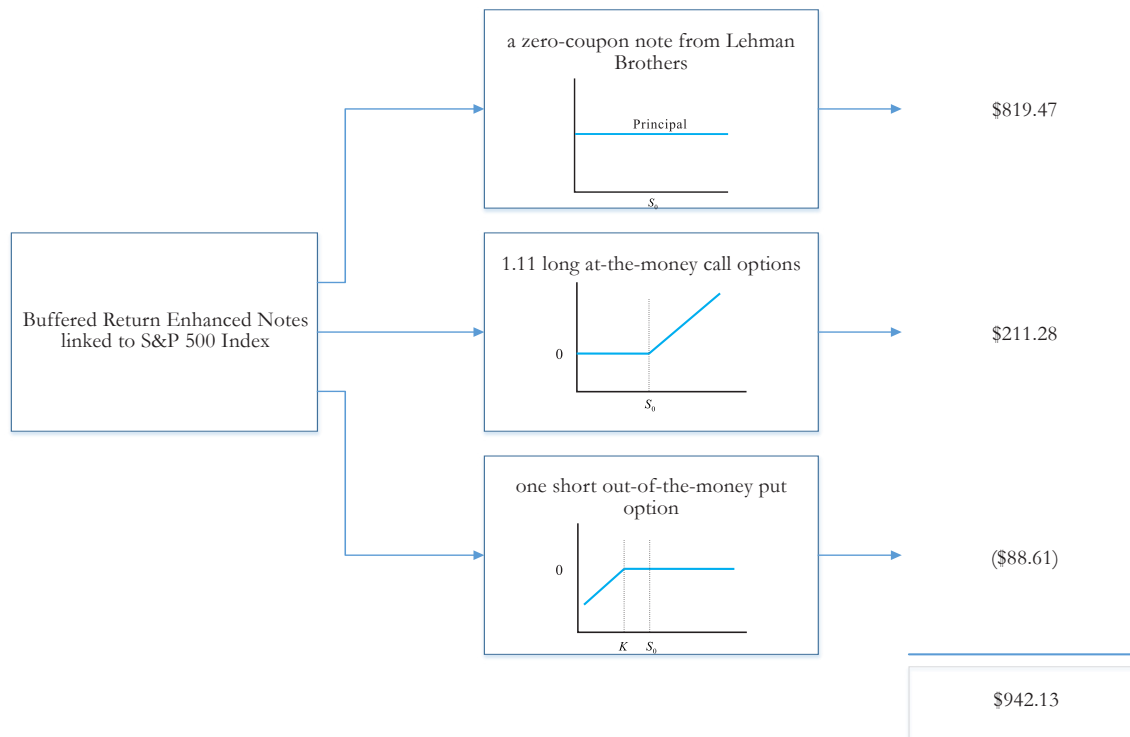 a zero-coupon note from Lehman
Brothers
Principal
S₀
$819.47
Buffered Return Enhanced Notes
linked to S&P 500 Index
1.11 long at-the-money call options
0
S₀
$211.28
one short out-of-the-money put
option
0
K S₀
($88.61)
$942.13